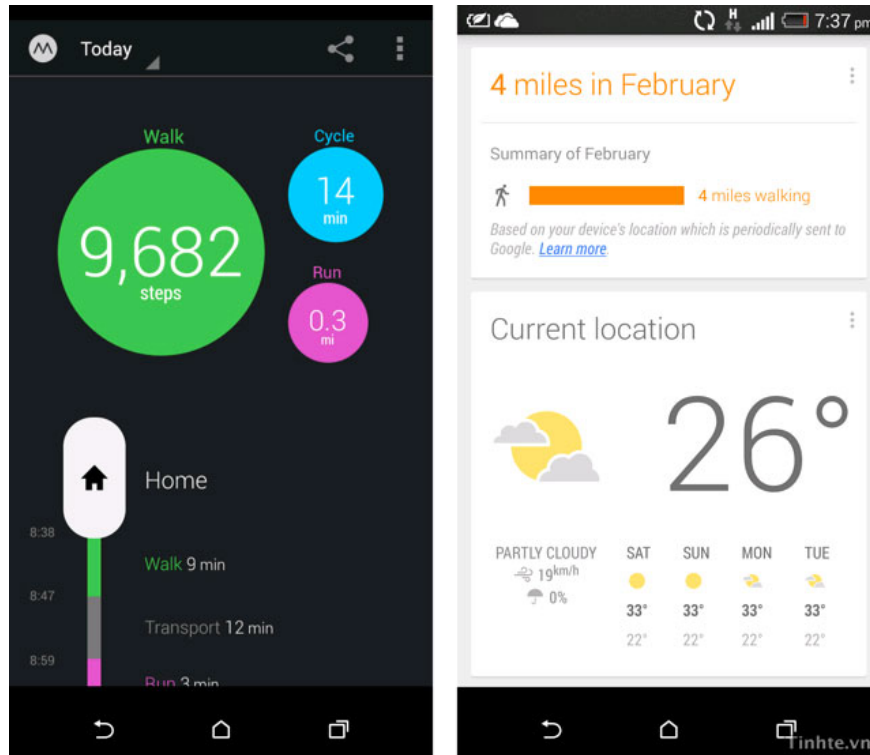 Today
Walk
9,682
steps
Cycle
14
min
Run
0.3
mi
Home
8:38
Walk 9 min
8:47
Transport 12 min
8:59
Run 3 min
H
7:37 pm
4 miles in February
Summary of February
4 miles walking
Based on your device's location which is periodically sent to
Google. Learn more.
Current location
26°
PARTLY CLOUDY SAT SUN MON TUE
19km/h
0%
33° 33° 33° 33°
22° 22° 22° 22°
Tinhte.vn